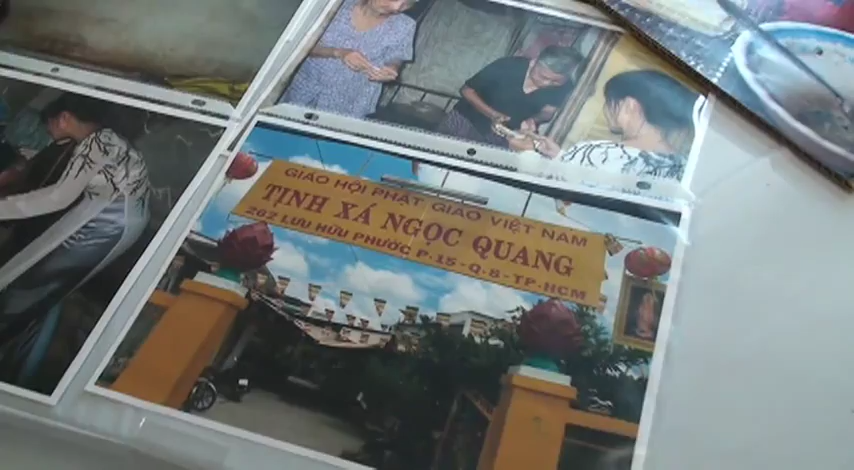 GIÁO HỘI PHẬT GIÁO VIỆT NAM
TỊNH XÁ NGỌC QUANG
262 LƯU HỮU PHƯỚC P.15-Q.8-TP-HCM